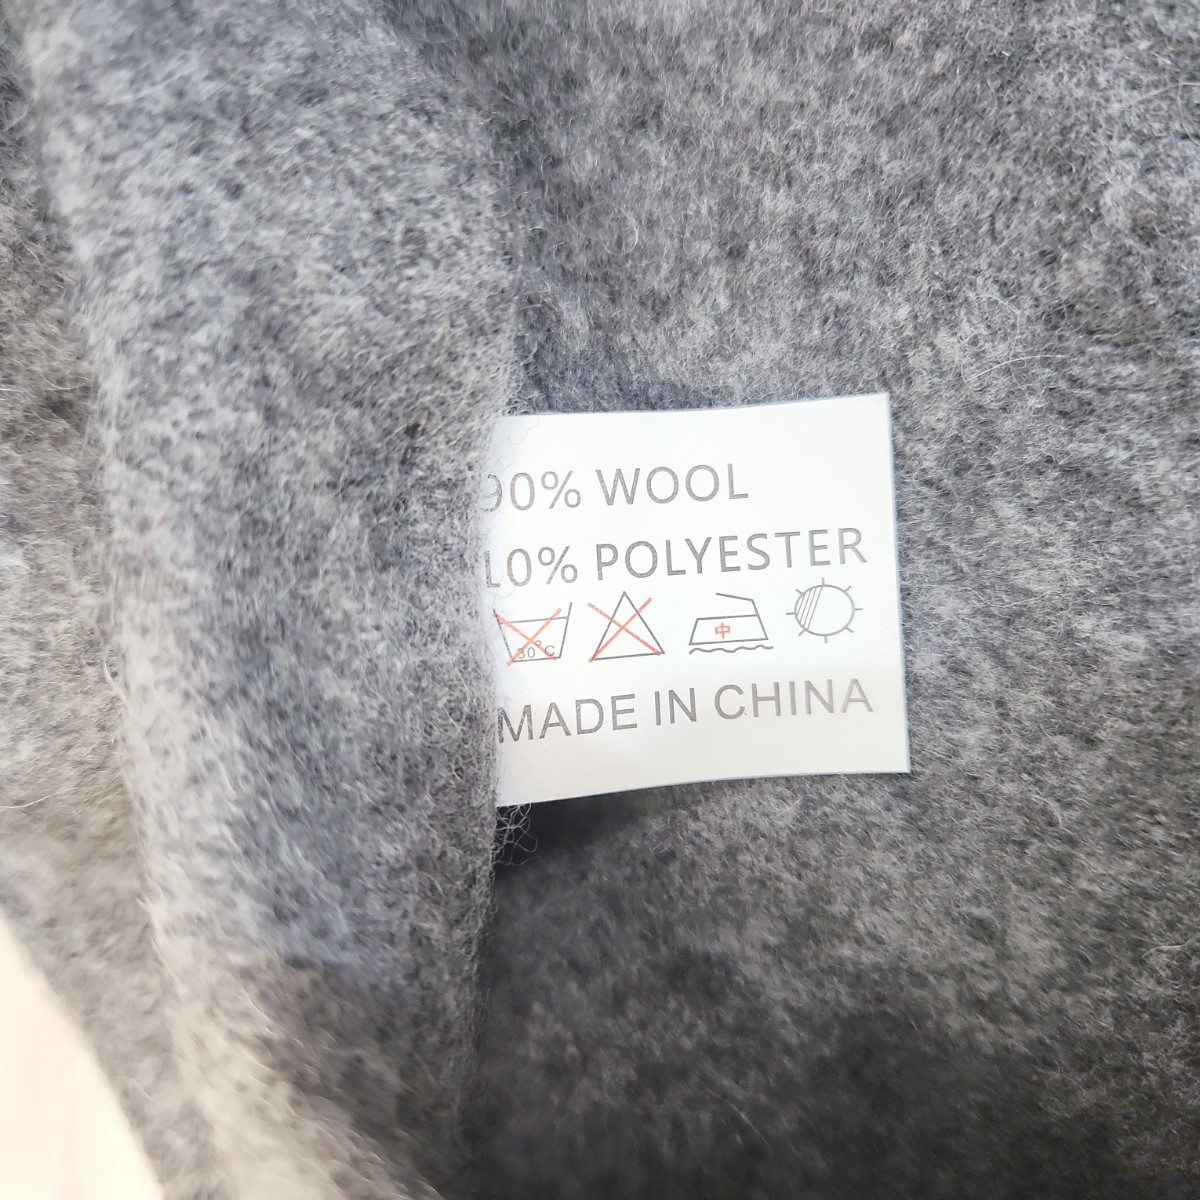 90% WOOL
10% POLYESTER
30°C 中
MADE IN CHINA